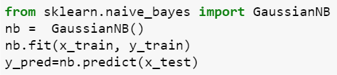 from sklearn.naive_bayes import GaussianNB
nb =  GaussianNB()
nb.fit(x_train, y_train)
y_pred=nb.predict(x_test)